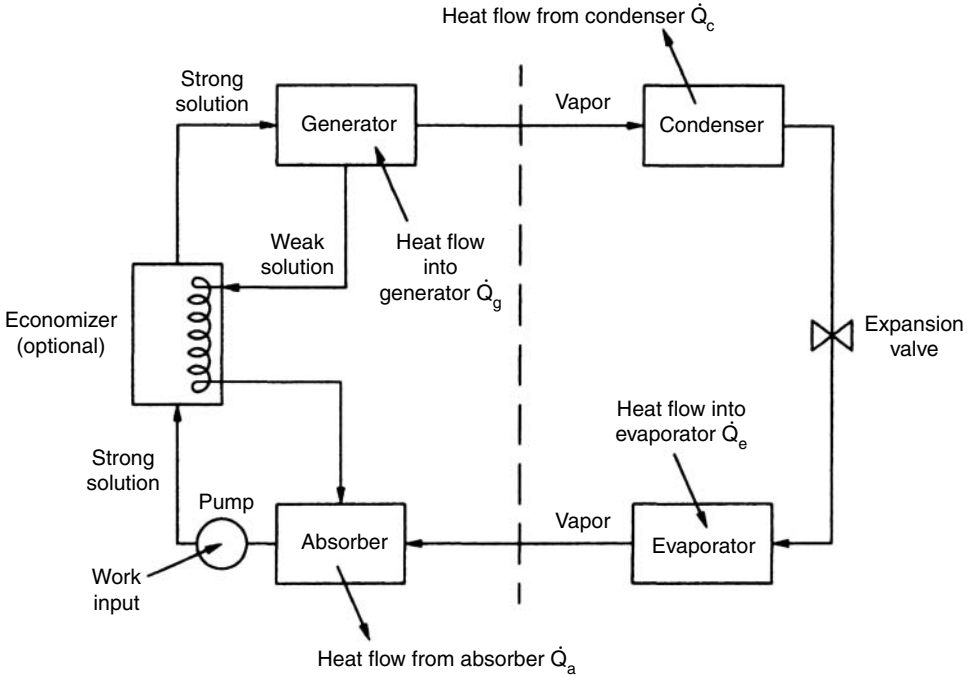 Heat flow from condenser Q̇c
Strong
solution
Generator
Vapor
Condenser
Weak
solution
Heat flow
into
generator Q̇g
Economizer
(optional)
Expansion
valve
Heat flow into
evaporator Q̇e
Strong
solution
Pump
Absorber
Vapor
Evaporator
Work
input
Heat flow from absorber Q̇a